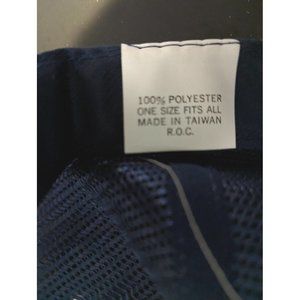 100% POLYESTER
ONE SIZE FITS ALL
MADE IN TAIWAN
R.O.C.